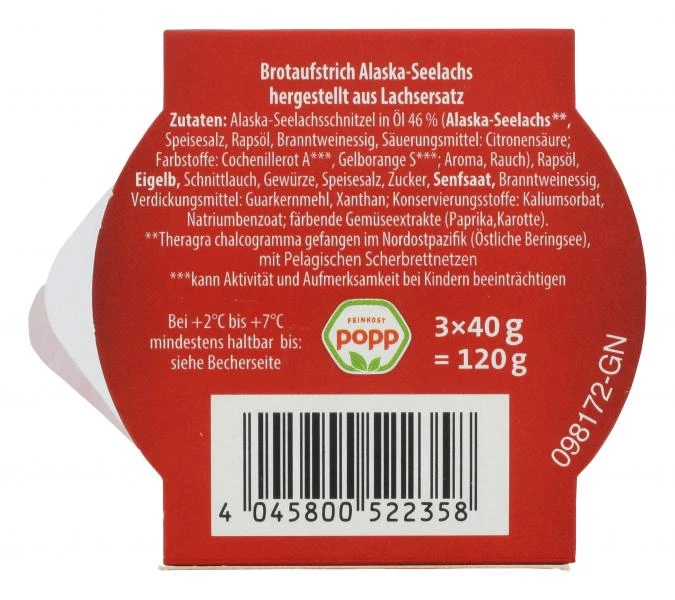 Brotaufstrich Alaska-Seelachs
hergestellt aus Lachsersatz
Zutaten: Alaska-Seelachsschnitzel in Öl 46 % (Alaska-Seelachs**,
Speisesalz, Rapsöl, Branntweinessig, Säuerungsmittel: Citronensäure;
Farbstoffe: Cochenillerot A***, Gelborange S***; Aroma, Rauch), Rapsöl,
Eigelb, Schnittlauch, Gewürze, Speisesalz, Zucker, Senfsaat, Branntweinessig,
Verdickungsmittel: Guarkernmehl, Xanthan; Konservierungsstoffe: Kaliumsorbat,
Natriumbenzoat; färbende Gemüseextrakte (Paprika,Karotte).
**Theragra chalcogramma gefangen im Nordostpazifik (Östliche Beringsee),
mit Pelagischen Scherbrettnetzen
***kann Aktivität und Aufmerksamkeit bei Kindern beeinträchtigen
Bei +2°C bis +7°C
mindestens haltbar bis:
siehe Becherseite
FEINKOST
popp
3×40 g
= 120 g
098172-GN
4 045800 522358